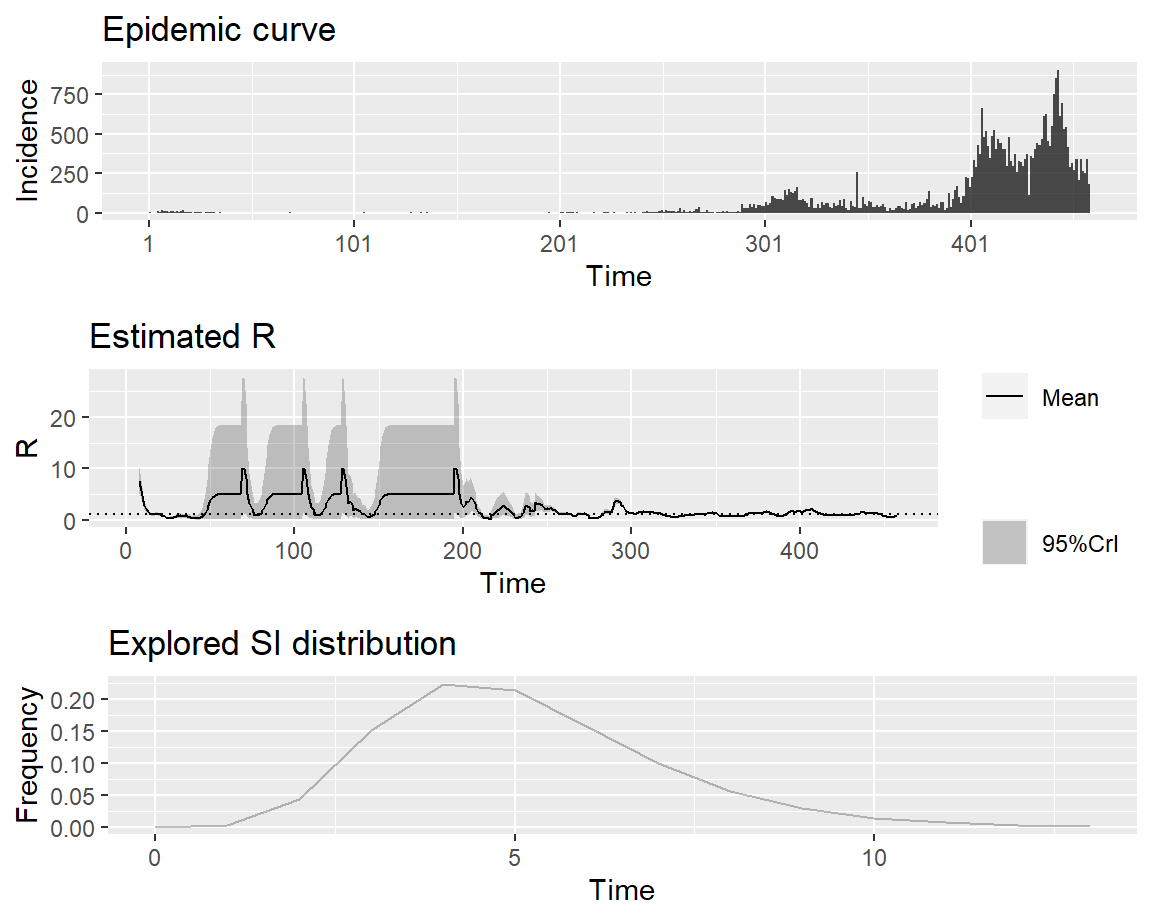 Epidemic curve
Incidence
750
500
250
0
1 101 201 301 401
Time
Estimated R
R
20
10
0
0 100 200 300 400
Time
Mean
95%CrI
Explored SI distribution
Frequency
0.20
0.15
0.10
0.05
0.00
0 5 10
Time